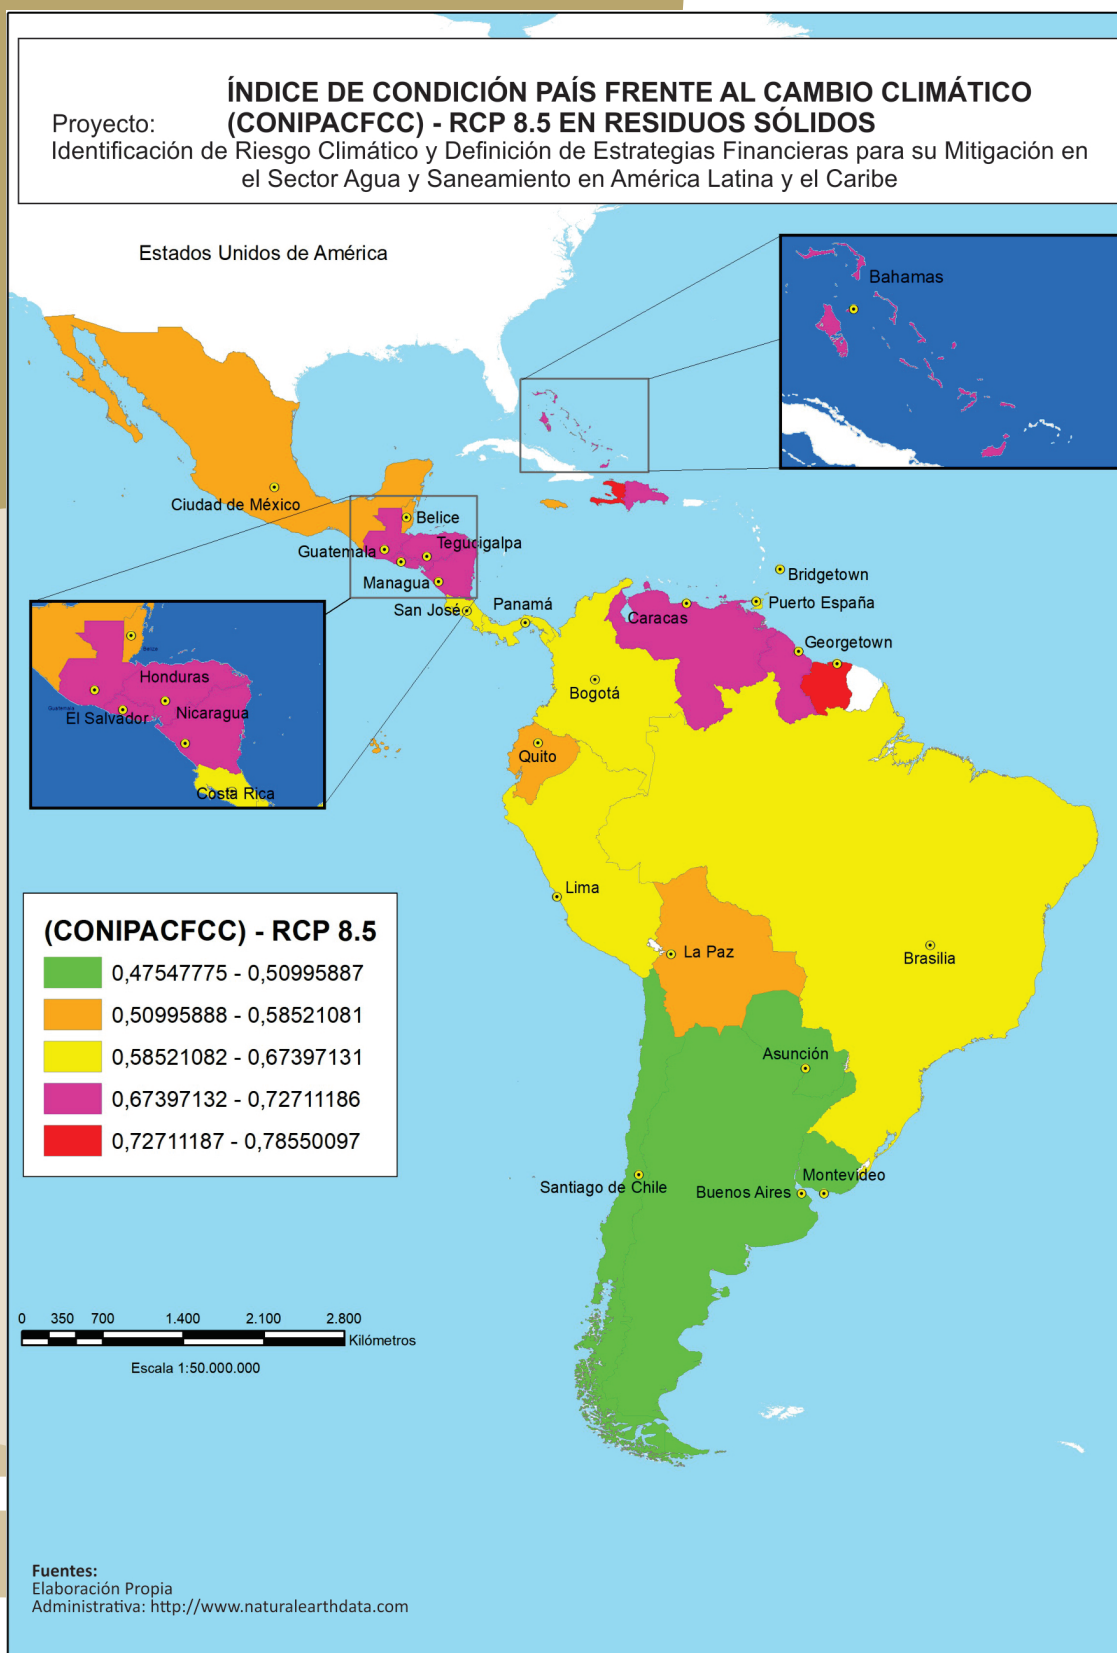 ÍNDICE DE CONDICIÓN PAÍS FRENTE AL CAMBIO CLIMÁTICO
Proyecto: (CONIPACFCC) - RCP 8.5 EN RESIDUOS SÓLIDOS
Identificación de Riesgo Climático y Definición de Estrategias Financieras para su Mitigación en
el Sector Agua y Saneamiento en América Latina y el Caribe
Estados Unidos de América
Bahamas
Ciudad de México
Belice
Guatemala
Tegucigalpa
Managua
San José
Panamá
Bridgetown
Puerto España
Caracas
Georgetown
Bogotá
Quito
Belize
Honduras
Guatemala
El Salvador
Nicaragua
Costa Rica
Lima
La Paz
Brasilia
Asunción
Montevideo
Santiago de Chile
Buenos Aires
(CONIPACFCC) - RCP 8.5
0,47547775 - 0,50995887
0,50995888 - 0,58521081
0,58521082 - 0,67397131
0,67397132 - 0,72711186
0,72711187 - 0,78550097
0 350 700 1.400 2.100 2.800
Kilómetros
Escala 1:50.000.000
Fuentes:
Elaboración Propia
Administrativa: http://www.naturalearthdata.com